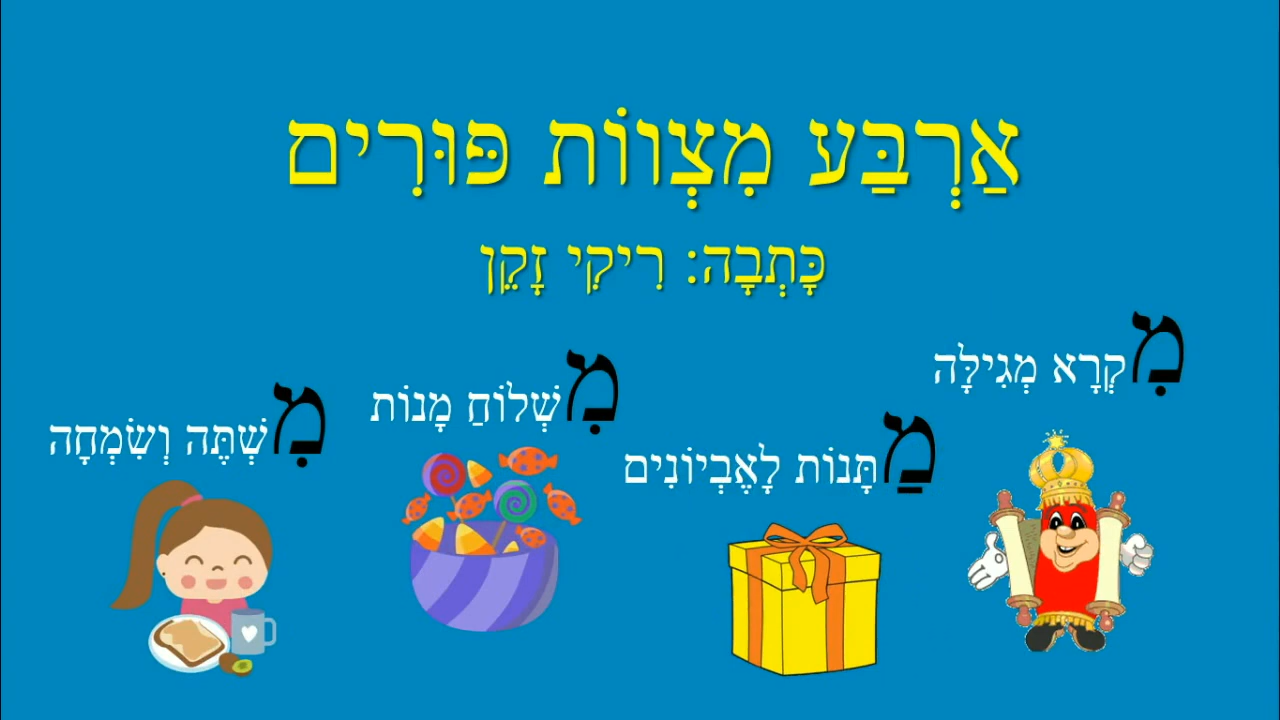 אַרְבַּע מִצְווֹת פּוּרִים
כָּתְבָה: רִיקִי זָקֵן
מִקְרָא מְגִילָּה
מַתָּנוֹת לָאֶבְיוֹנִים
מִשְׁלוֹחַ מָנוֹת
מִשְׁתֶּה וְשִׂמְחָה